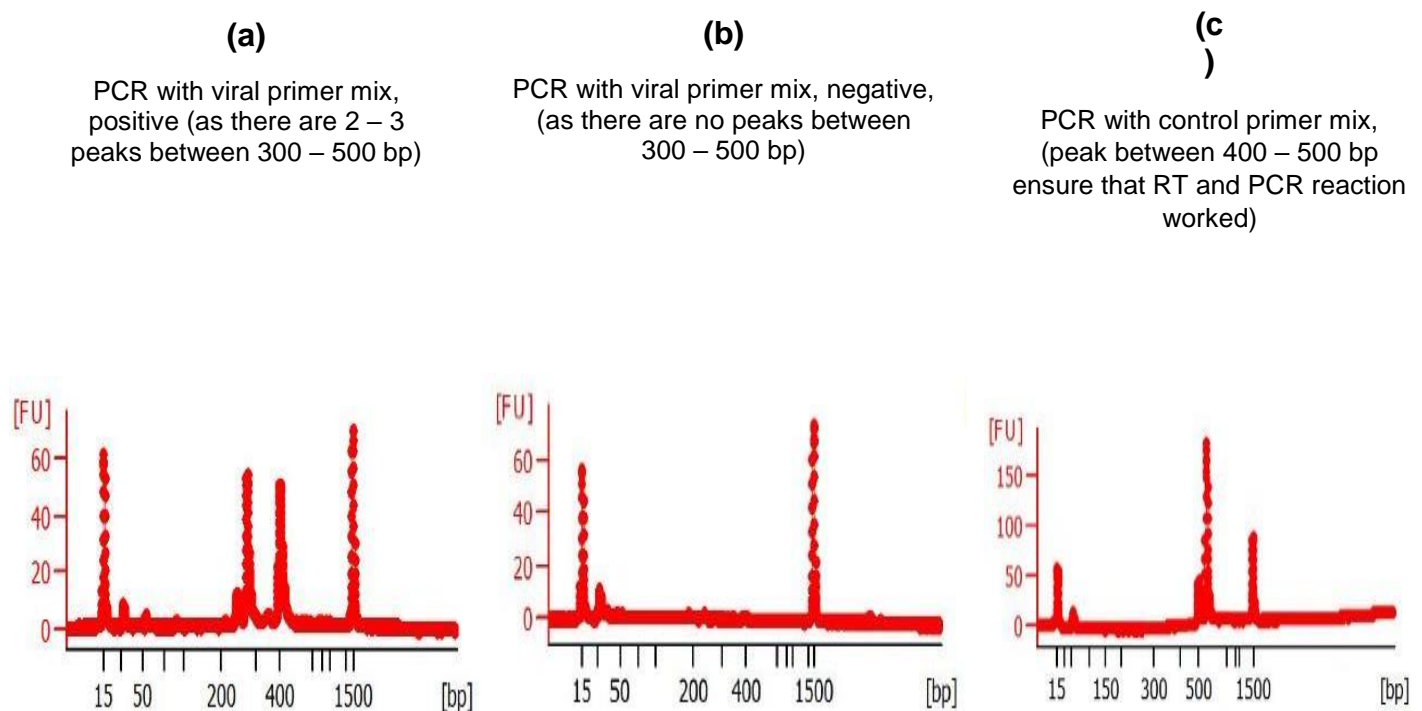 (a)
PCR with viral primer mix,
positive (as there are 2 – 3
peaks between 300 – 500 bp)
(b)
PCR with viral primer mix, negative,
(as there are no peaks between
300 – 500 bp)
(c
)
PCR with control primer mix,
(peak between 400 – 500 bp
ensure that RT and PCR reaction
worked)
[FU]
60
40
20
0
15 50 200 400 1500 [bp]
[FU]
60
40
20
0
15 50 200 400 1500 [bp]
[FU]
150
100
50
0
15 150 300 500 1500 [bp]